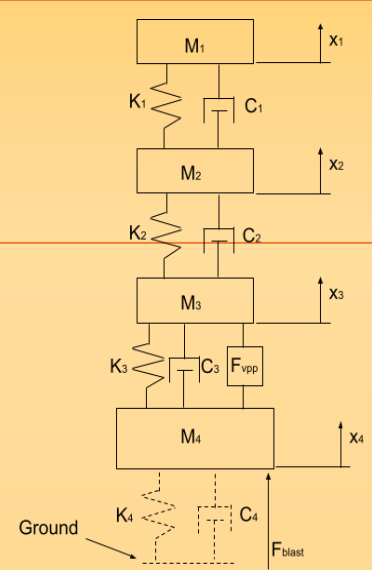 M1
x1
K1
C1
M2
x2
K2
C2
M3
x3
K3
C3
Fvpp
M4
x4
K4
C4
Ground
Fblast